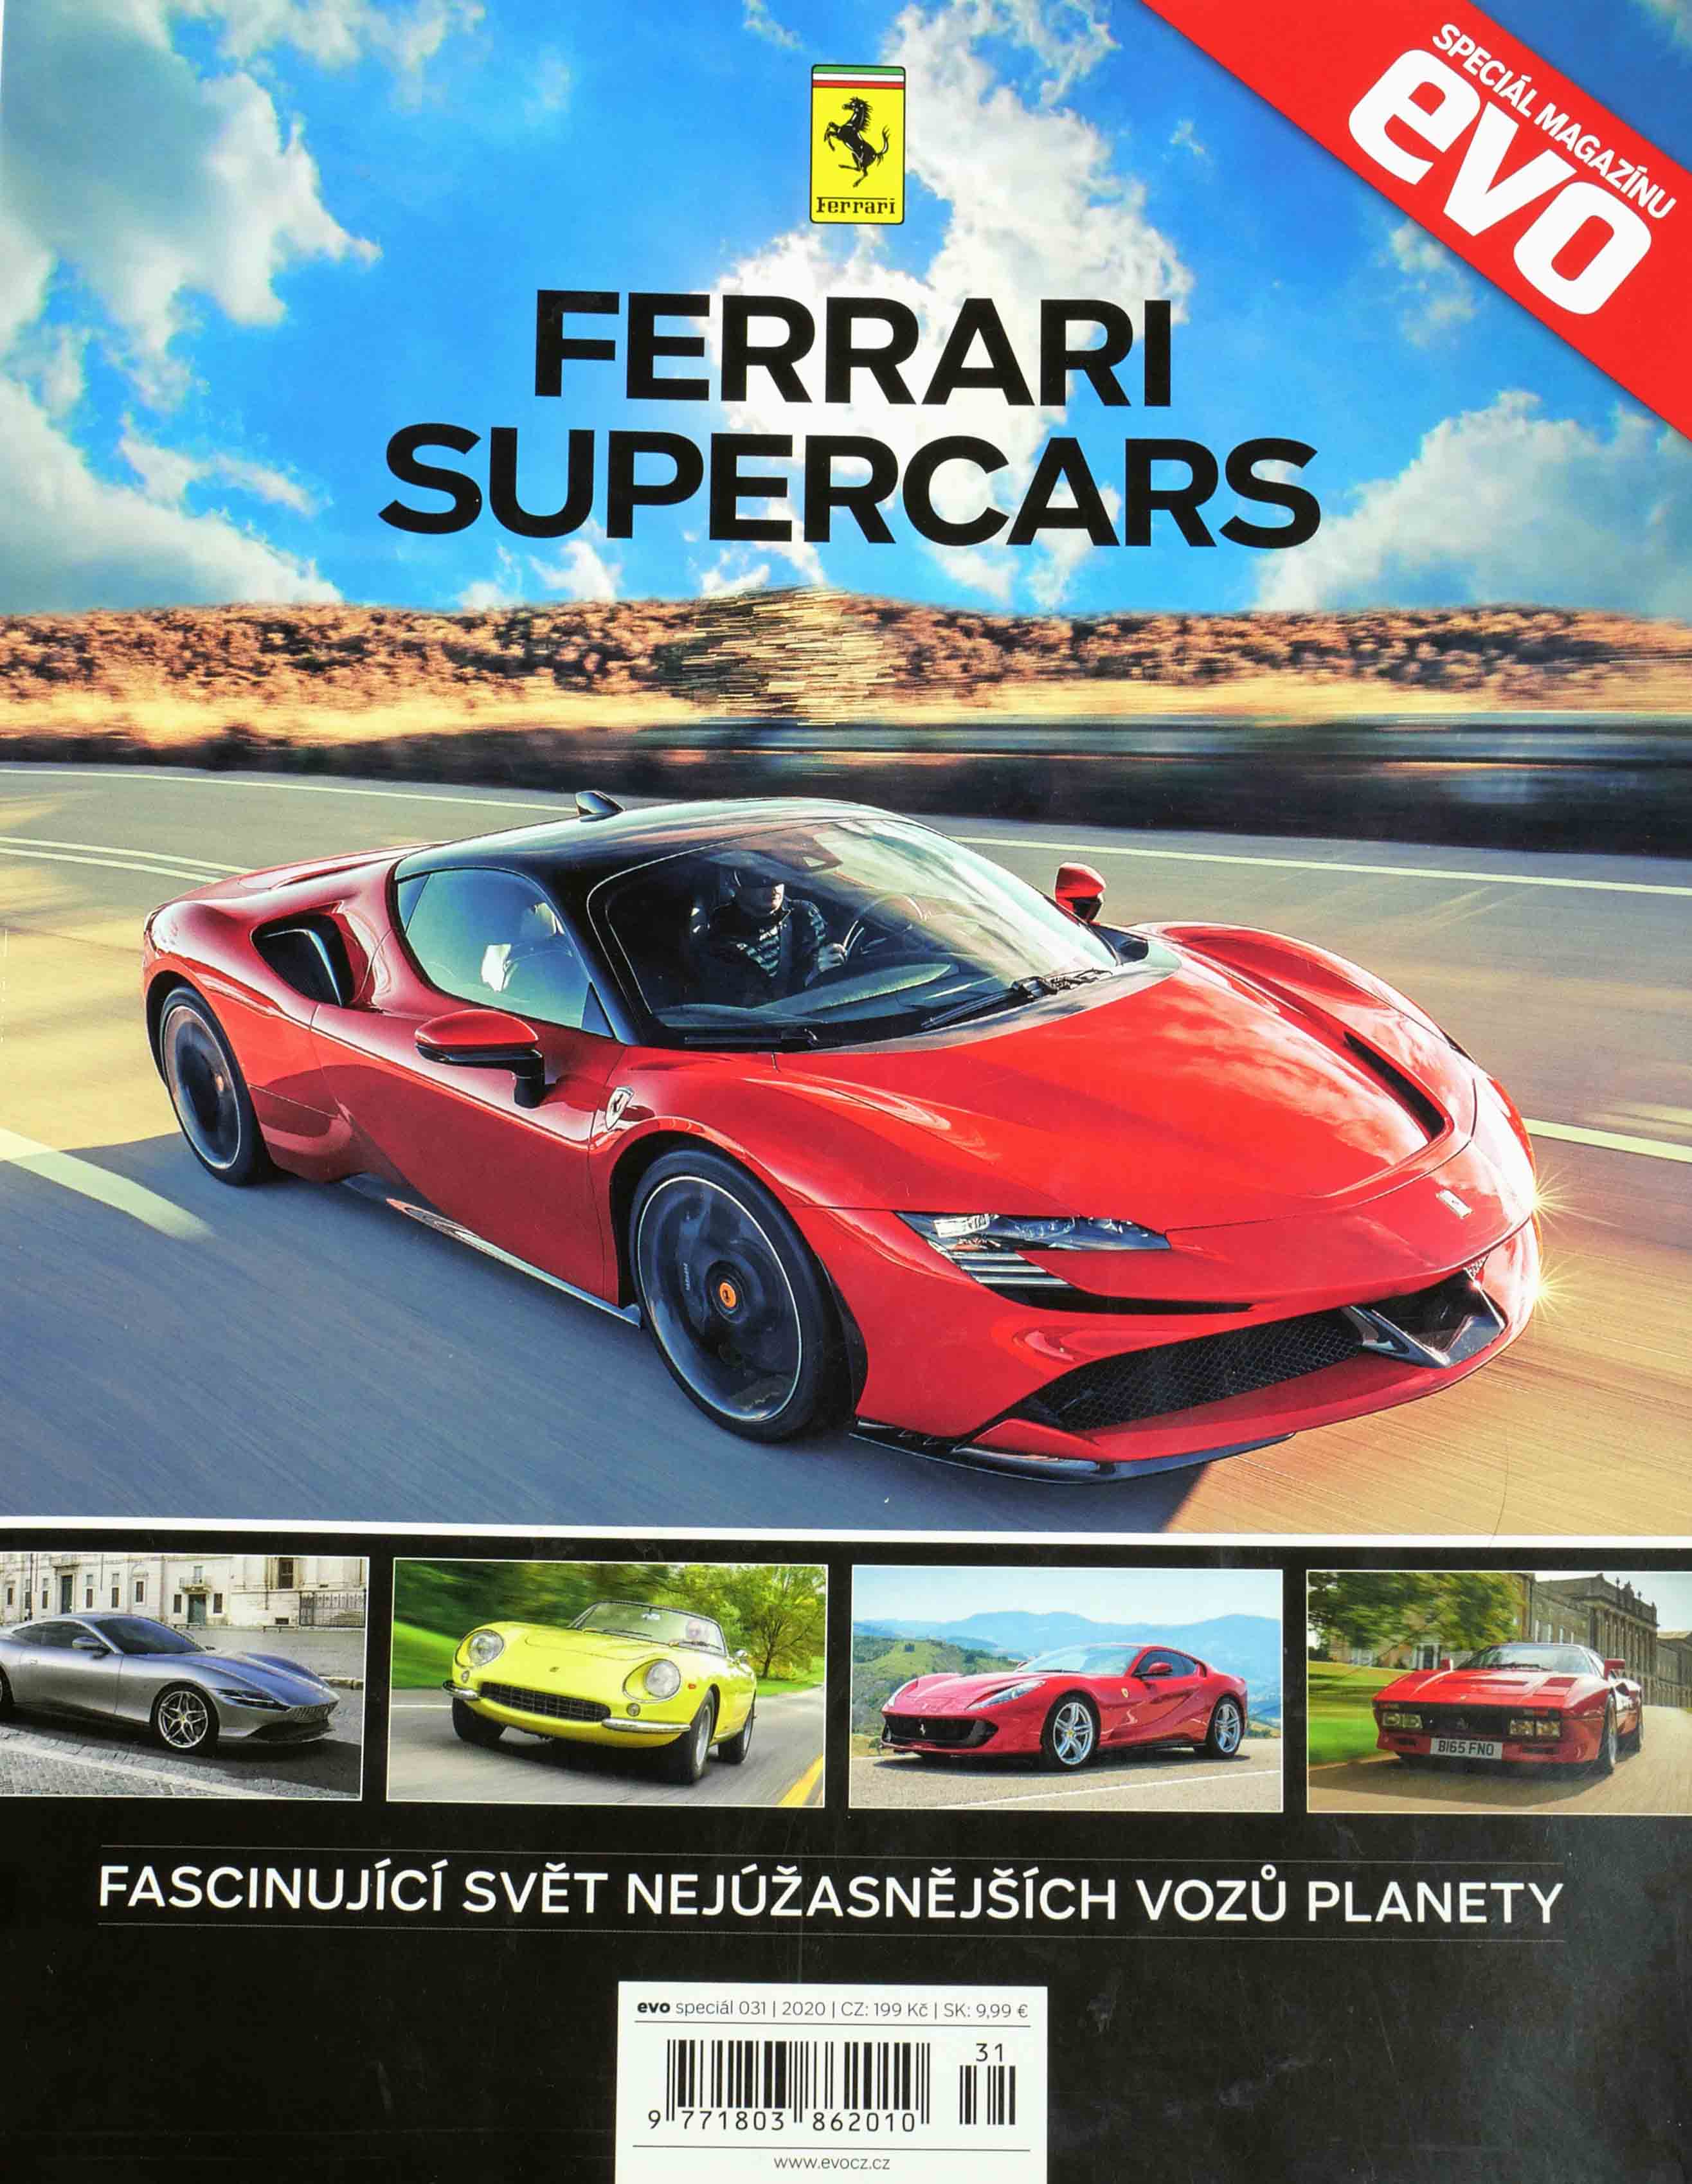 SPECIÁL MAGAZÍNU
evo
Ferrari
FERRARI
SUPERCARS
B165 FNO
FASCINUJÍCÍ SVĚT NEJÚŽASNĚJŠÍCH VOZŮ PLANETY
evo speciál 031 | 2020 | CZ: 199 Kč | SK: 9,99 €
31
9 771803 862010
www.evocz.cz